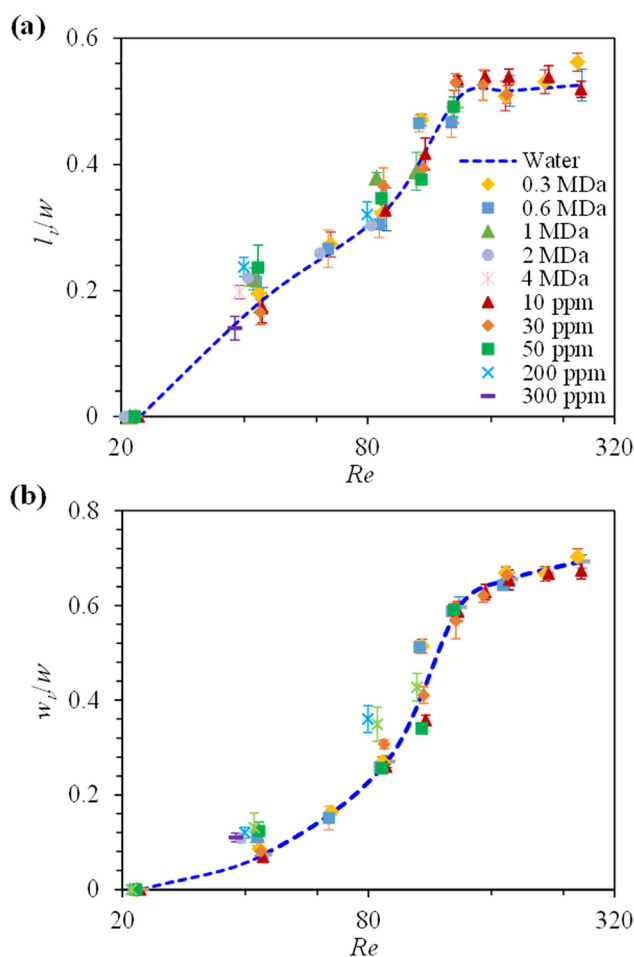 (a)
0.6
0.4
0.2
0
l_v/w
Water
0.3 MDa
0.6 MDa
1 MDa
2 MDa
4 MDa
10 ppm
30 ppm
50 ppm
200 ppm
300 ppm
20
80
320
Re
(b)
0.8
0.6
0.4
0.2
0
w_v/w
20
80
320
Re